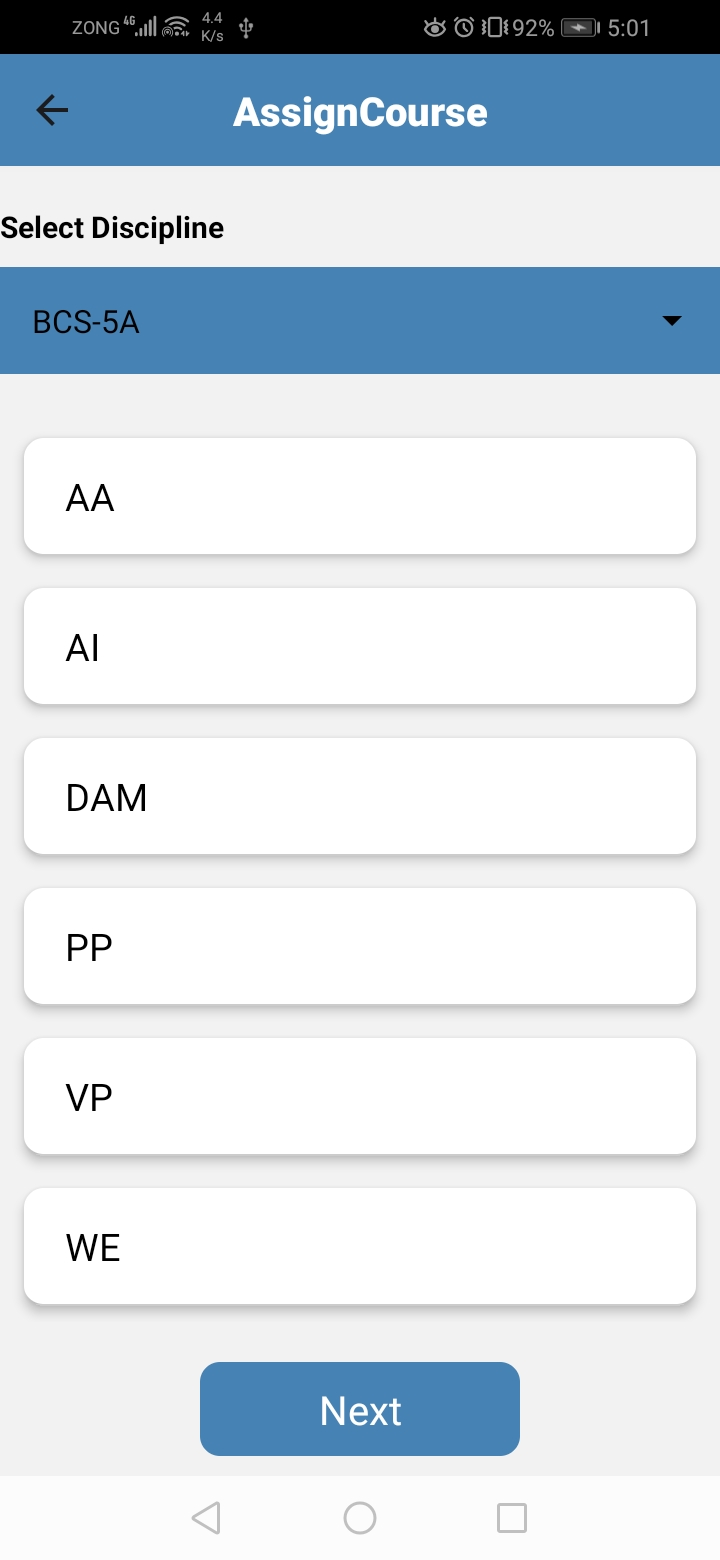 ZONG 4G 4.4 K/s 92% 5:01
AssignCourse
Select Discipline
BCS-5A
AA
AI
DAM
PP
VP
WE
Next